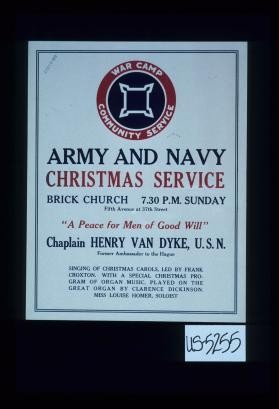 WAR CAMP
COMMUNITY SERVICE
ARMY AND NAVY
CHRISTMAS SERVICE
BRICK CHURCH 7.30 P.M. SUNDAY
Fifth Avenue at 37th Street
"A Peace for Men of Good Will"
Chaplain HENRY VAN DYKE, U.S.N.
Former Ambassador to the Hague
SINGING OF CHRISTMAS CAROLS, LED BY FRANK
CROXTON. WITH A SPECIAL CHRISTMAS PRO-
GRAM OF ORGAN MUSIC, PLAYED ON THE
GREAT ORGAN BY CLARENCE DICKINSON.
MISS LOUISE HOMER, SOLOIST
US5255